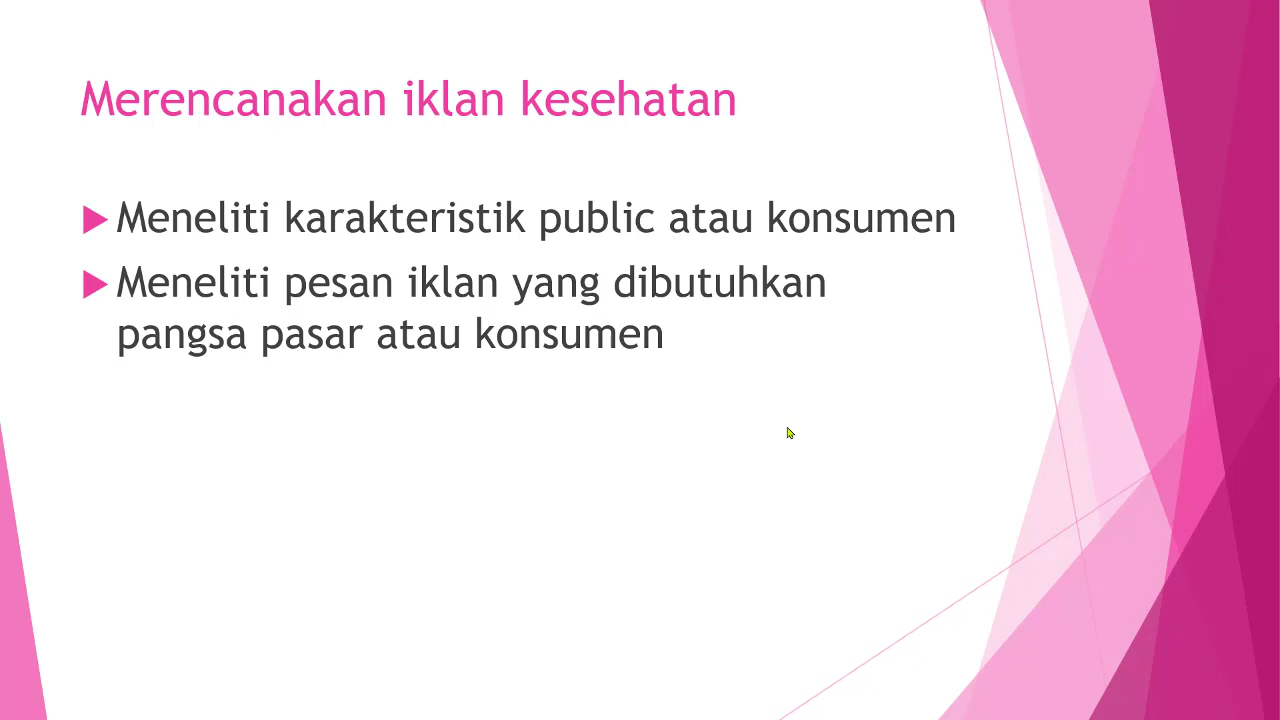 Merencanakan iklan kesehatan
Meneliti karakteristik public atau konsumen
Meneliti pesan iklan yang dibutuhkan
pangsa pasar atau konsumen